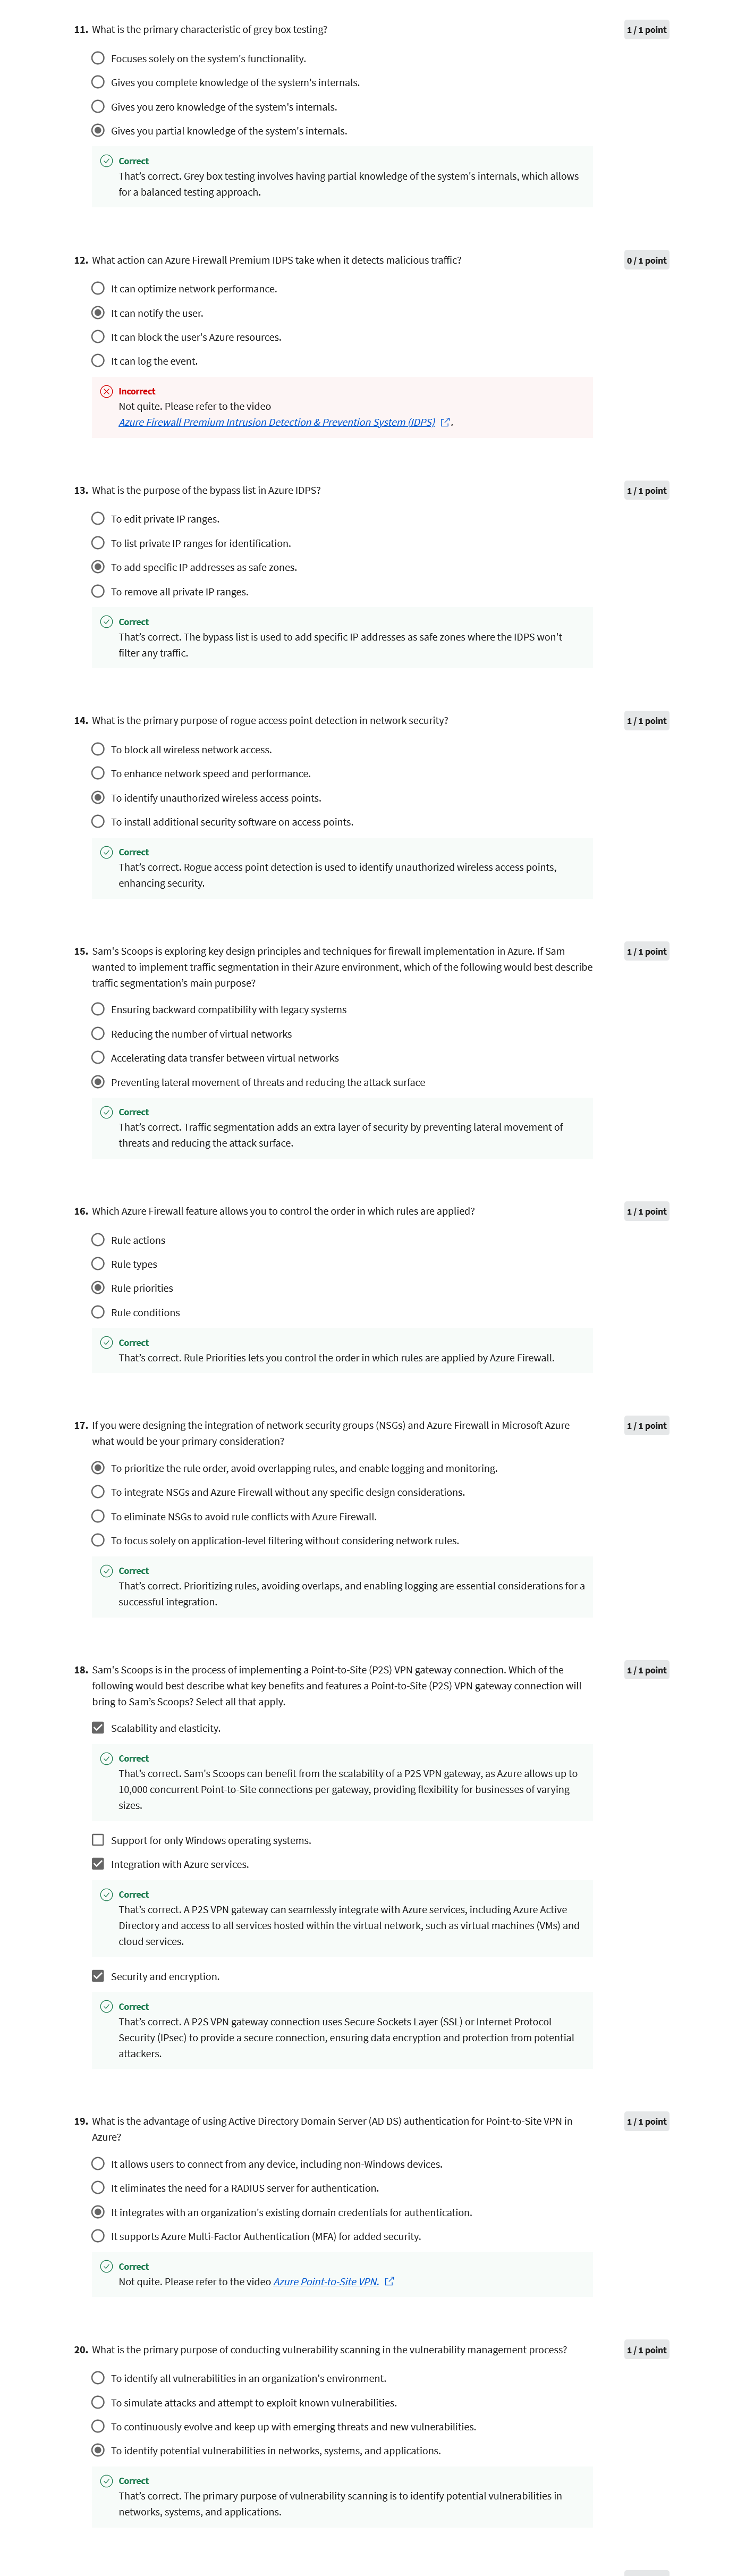 11. What is the primary characteristic of grey box testing?
1 / 1 point
Focuses solely on the system's functionality.
Gives you complete knowledge of the system's internals.
Gives you zero knowledge of the system's internals.
Gives you partial knowledge of the system's internals.
Correct
That's correct. Grey box testing involves having partial knowledge of the system's internals, which allows
for a balanced testing approach.
12. What action can Azure Firewall Premium IDPS take when it detects malicious traffic?
0 / 1 point
It can optimize network performance.
It can notify the user.
It can block the user's Azure resources.
It can log the event.
Incorrect
Not quite. Please refer to the video
Azure Firewall Premium Intrusion Detection & Prevention System (IDPS) .
13. What is the purpose of the bypass list in Azure IDPS?
1 / 1 point
To edit private IP ranges.
To list private IP ranges for identification.
To add specific IP addresses as safe zones.
To remove all private IP ranges.
Correct
That's correct. The bypass list is used to add specific IP addresses as safe zones where the IDPS won't
filter any traffic.
14. What is the primary purpose of rogue access point detection in network security?
1 / 1 point
To block all wireless network access.
To enhance network speed and performance.
To identify unauthorized wireless access points.
To install additional security software on access points.
Correct
That's correct. Rogue access point detection is used to identify unauthorized wireless access points,
enhancing security.
15. Sam's Scoops is exploring key design principles and techniques for firewall implementation in Azure. If Sam
wanted to implement traffic segmentation in their Azure environment, which of the following would best describe
traffic segmentation's main purpose?
1 / 1 point
Ensuring backward compatibility with legacy systems
Reducing the number of virtual networks
Accelerating data transfer between virtual networks
Preventing lateral movement of threats and reducing the attack surface
Correct
That's correct. Traffic segmentation adds an extra layer of security by preventing lateral movement of
threats and reducing the attack surface.
16. Which Azure Firewall feature allows you to control the order in which rules are applied?
1 / 1 point
Rule actions
Rule types
Rule priorities
Rule conditions
Correct
That's correct. Rule Priorities lets you control the order in which rules are applied by Azure Firewall.
17. If you were designing the integration of network security groups (NSGs) and Azure Firewall in Microsoft Azure
what would be your primary consideration?
1 / 1 point
To prioritize the rule order, avoid overlapping rules, and enable logging and monitoring.
To integrate NSGs and Azure Firewall without any specific design considerations.
To eliminate NSGs to avoid rule conflicts with Azure Firewall.
To focus solely on application-level filtering without considering network rules.
Correct
That's correct. Prioritizing rules, avoiding overlaps, and enabling logging are essential considerations for a
successful integration.
18. Sam's Scoops is in the process of implementing a Point-to-Site (P2S) VPN gateway connection. Which of the
following would best describe what key benefits and features a Point-to-Site (P2S) VPN gateway connection will
bring to Sam's Scoops? Select all that apply.
1 / 1 point
Scalability and elasticity.
Correct
That's correct. Sam's Scoops can benefit from the scalability of a P2S VPN gateway, as Azure allows up to
10,000 concurrent Point-to-Site connections per gateway, providing flexibility for businesses of varying
sizes.
Support for only Windows operating systems.
Integration with Azure services.
Correct
That's correct. A P2S VPN gateway can seamlessly integrate with Azure services, including Azure Active
Directory and access to all services hosted within the virtual network, such as virtual machines (VMs) and
cloud services.
Security and encryption.
Correct
That's correct. A P2S VPN gateway connection uses Secure Sockets Layer (SSL) or Internet Protocol
Security (IPsec) to provide a secure connection, ensuring data encryption and protection from potential
attackers.
19. What is the advantage of using Active Directory Domain Server (AD DS) authentication for Point-to-Site VPN in
Azure?
1 / 1 point
It allows users to connect from any device, including non-Windows devices.
It eliminates the need for a RADIUS server for authentication.
It integrates with an organization's existing domain credentials for authentication.
It supports Azure Multi-Factor Authentication (MFA) for added security.
Correct
Not quite. Please refer to the video Azure Point-to-Site VPN.
20. What is the primary purpose of conducting vulnerability scanning in the vulnerability management process?
1 / 1 point
To identify all vulnerabilities in an organization's environment.
To simulate attacks and attempt to exploit known vulnerabilities.
To continuously evolve and keep up with emerging threats and new vulnerabilities.
To identify potential vulnerabilities in networks, systems, and applications.
Correct
That's correct. The primary purpose of vulnerability scanning is to identify potential vulnerabilities in
networks, systems, and applications.